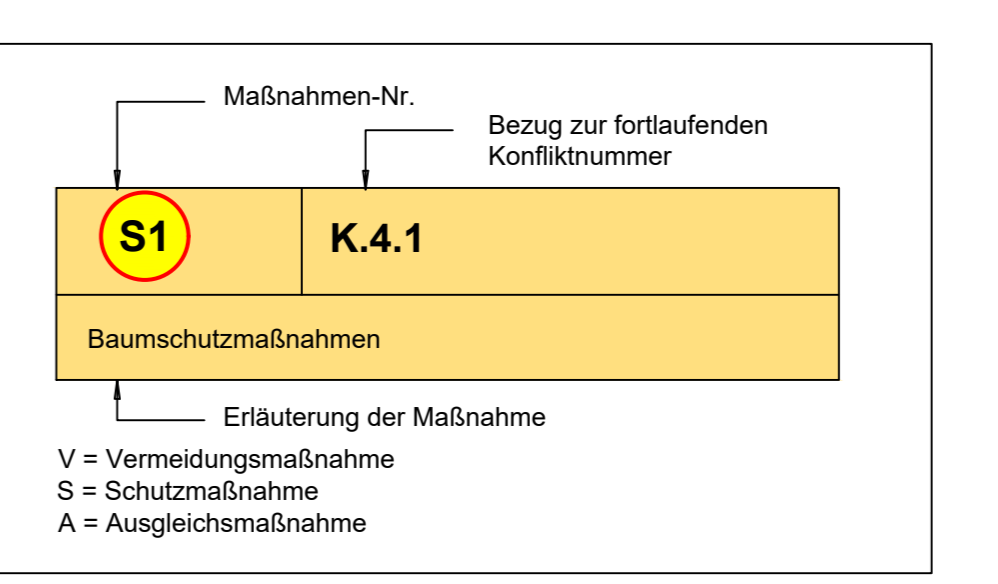 Maßnahmen-Nr.
Bezug zur fortlaufenden
Konfliktnummer
S1
K.4.1
Baumschutzmaßnahmen
Erläuterung der Maßnahme
V = Vermeidungsmaßnahme
S = Schutzmaßnahme
A = Ausgleichsmaßnahme